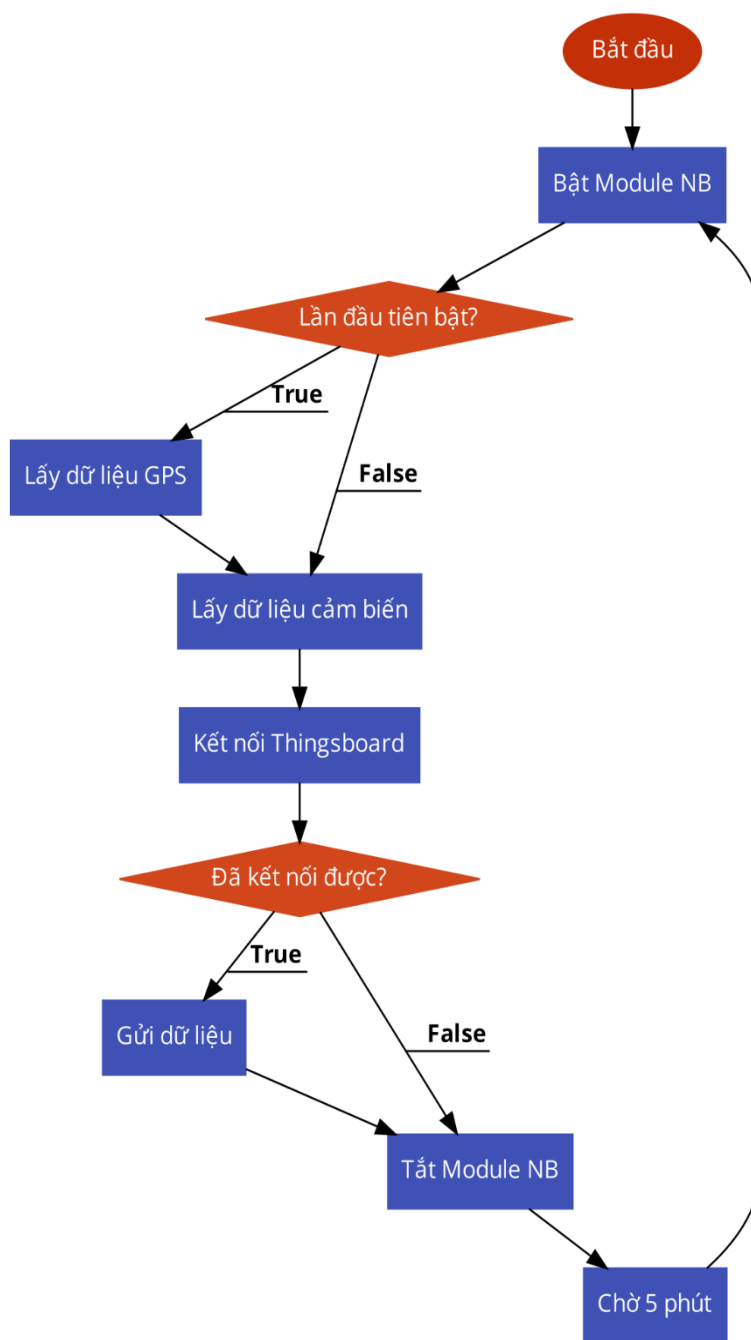 Bắt đầu
Bật Module NB
Lần đầu tiên bật?
True
Lấy dữ liệu GPS
False
Lấy dữ liệu cảm biến
Kết nối Thingsboard
Đã kết nối được?
True
Gửi dữ liệu
False
Tắt Module NB
Chờ 5 phút